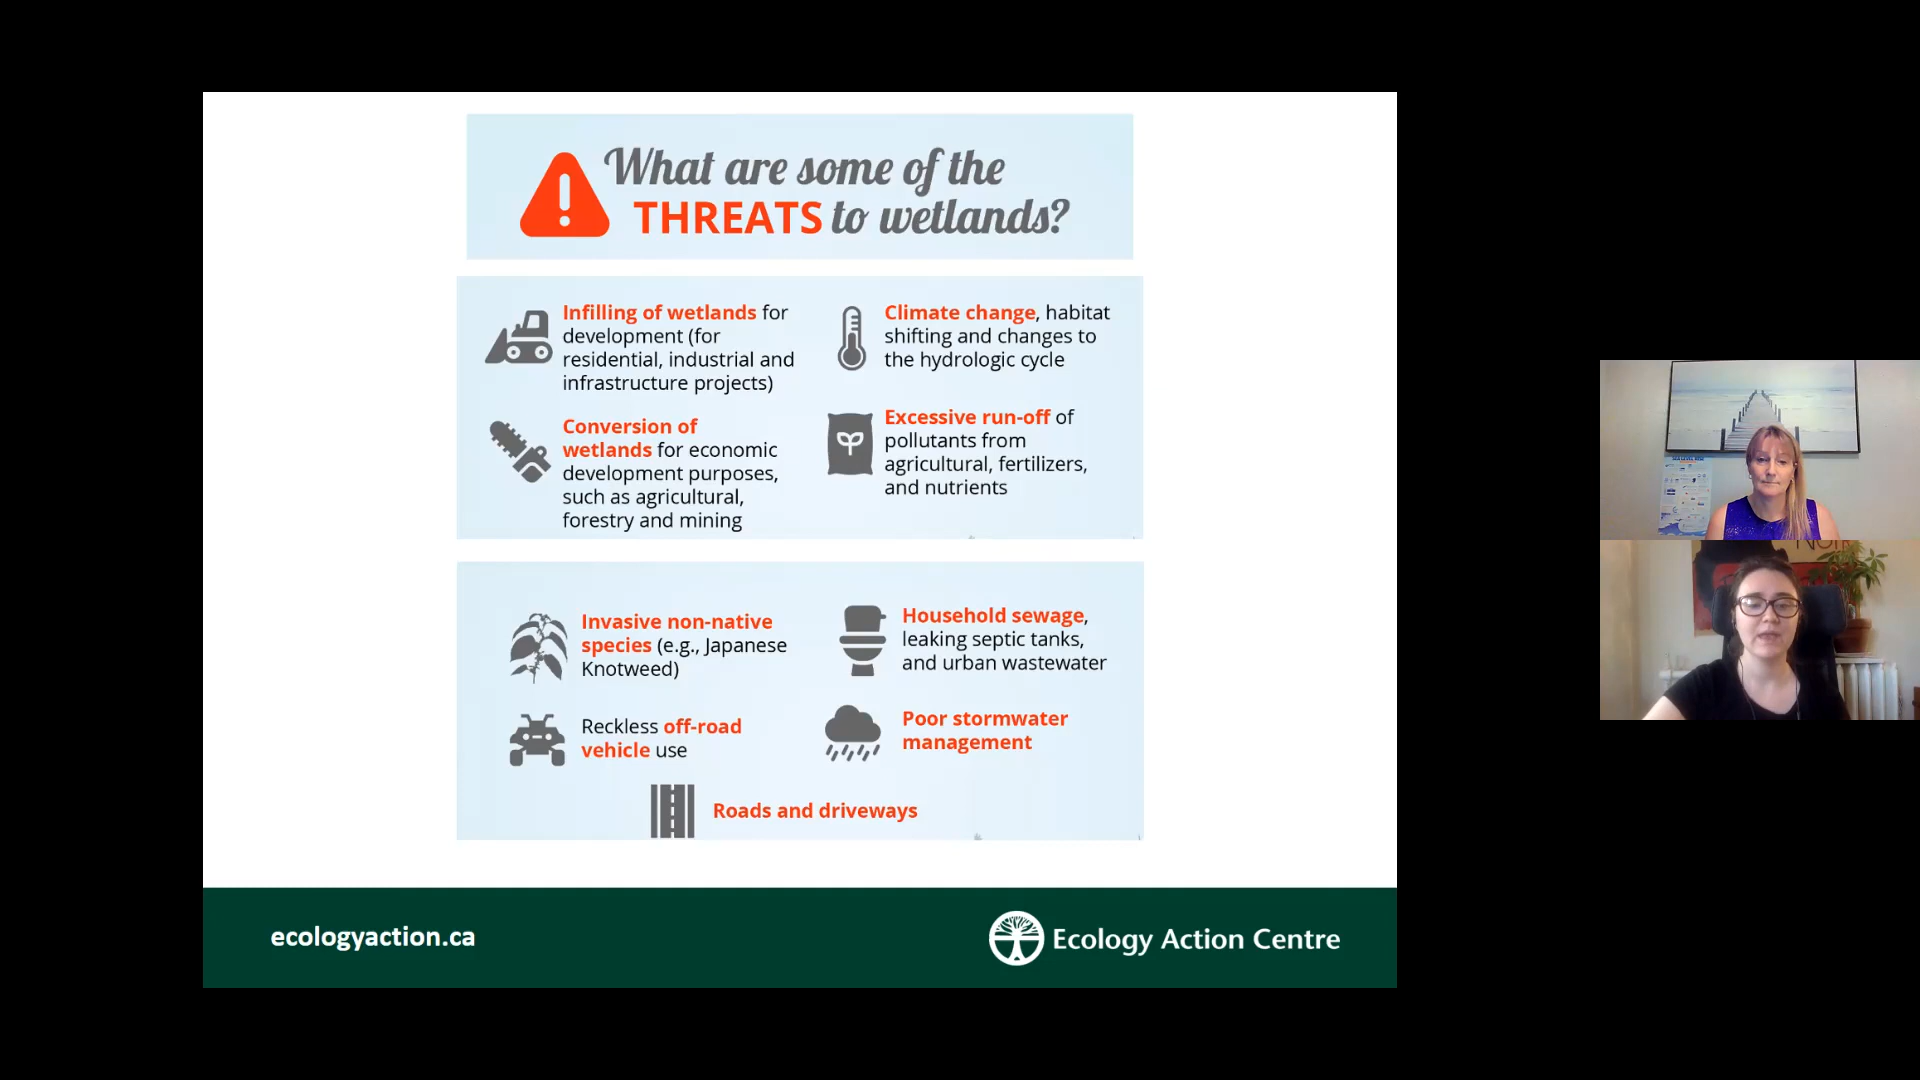 What are some of the
THREATS to wetlands?
Infilling of wetlands for
development (for
residential, industrial and
infrastructure projects)
Conversion of
wetlands for economic
development purposes,
such as agricultural,
forestry and mining
Climate change, habitat
shifting and changes to
the hydrologic cycle
Excessive run-off of
pollutants from
agricultural, fertilizers,
and nutrients
Invasive non-native
species (e.g., Japanese
Knotweed)
Reckless off-road
vehicle use
Household sewage,
leaking septic tanks,
and urban wastewater
Poor stormwater
management
Roads and driveways
ecologyaction.ca
Ecology Action Centre